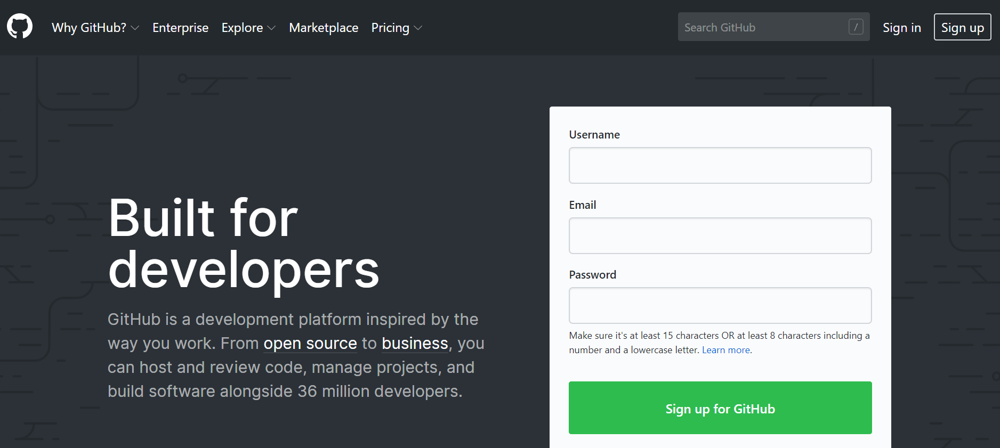 Why GitHub? Enterprise Explore Marketplace Pricing Search GitHub / Sign in Sign up
Built for
developers
GitHub is a development platform inspired by the
way you work. From open source to business, you
can host and review code, manage projects, and
build software alongside 36 million developers.
Username
Email
Password
Make sure it's at least 15 characters OR at least 8 characters including a
number and a lowercase letter. Learn more.
Sign up for GitHub